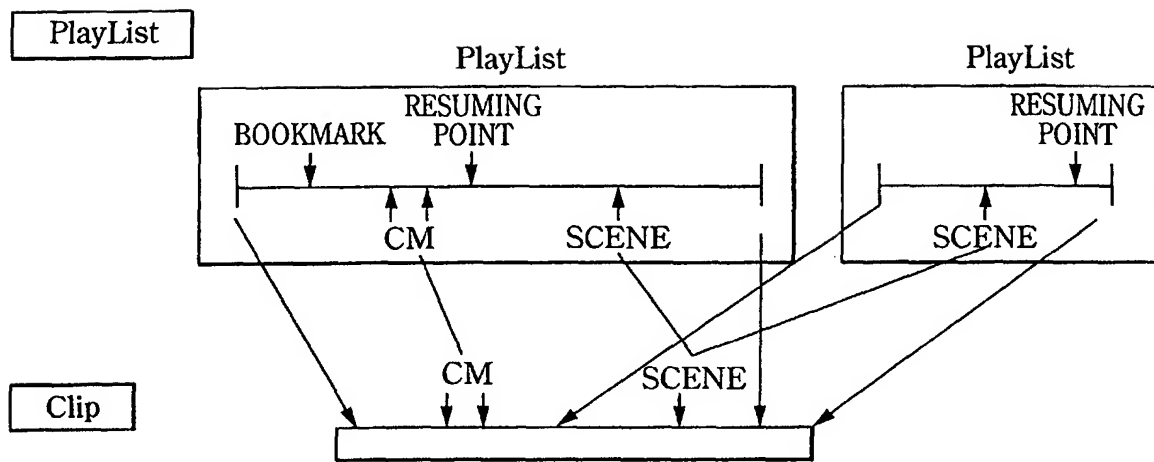 PlayList
PlayList
PlayList
BOOKMARK
RESUMING
POINT
RESUMING
POINT
CM
SCENE
SCENE
CM
SCENE
Clip